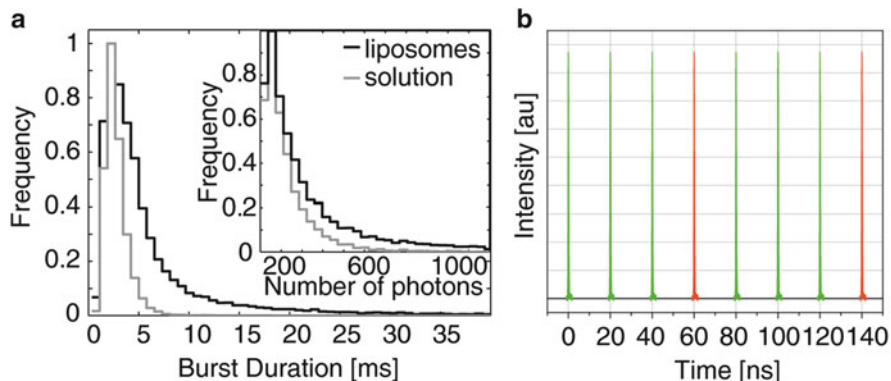 a
Frequency
1
0.8
0.6
0.4
0.2
0
0 5 10 15 20 25 30 35
Burst Duration [ms]
liposomes
solution
Frequency
0.8
0.6
0.4
0.2
0
200 600 1000
Number of photons
b
Intensity [au]
0 20 40 60 80 100 120 140
Time [ns]